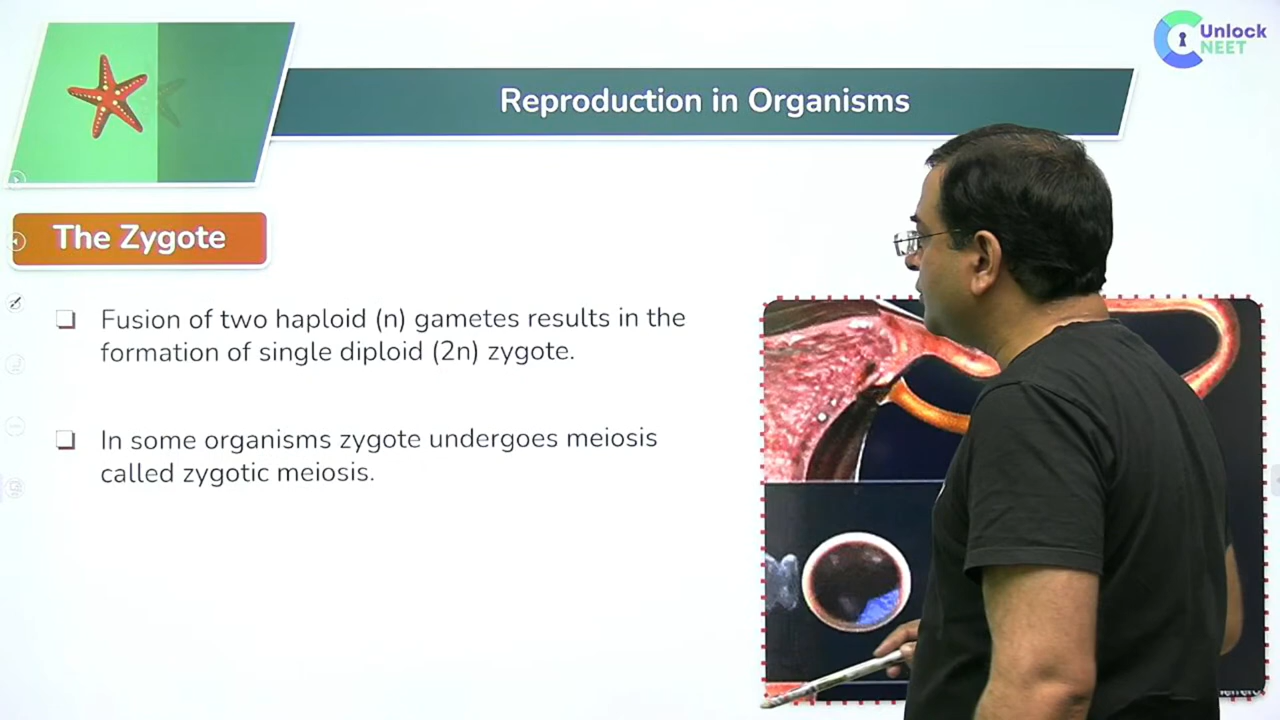 Unlock
NEET
Reproduction in Organisms
The Zygote
Fusion of two haploid (n) gametes results in the
formation of single diploid (2n) zygote.
In some organisms zygote undergoes meiosis
called zygotic meiosis.